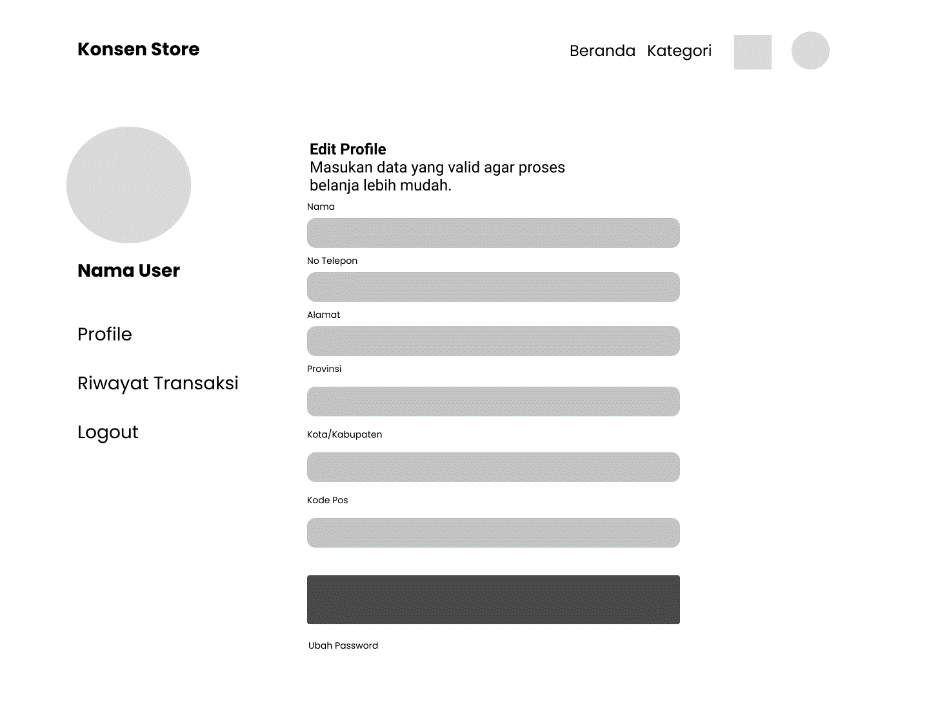 Konsen Store
Beranda Kategori
Nama User
Profile
Riwayat Transaksi
Logout
Edit Profile
Masukan data yang valid agar proses
belanja lebih mudah.
Nama
No Telepon
Alamat
Provinsi
Kota/Kabupaten
Kode Pos
Ubah Password